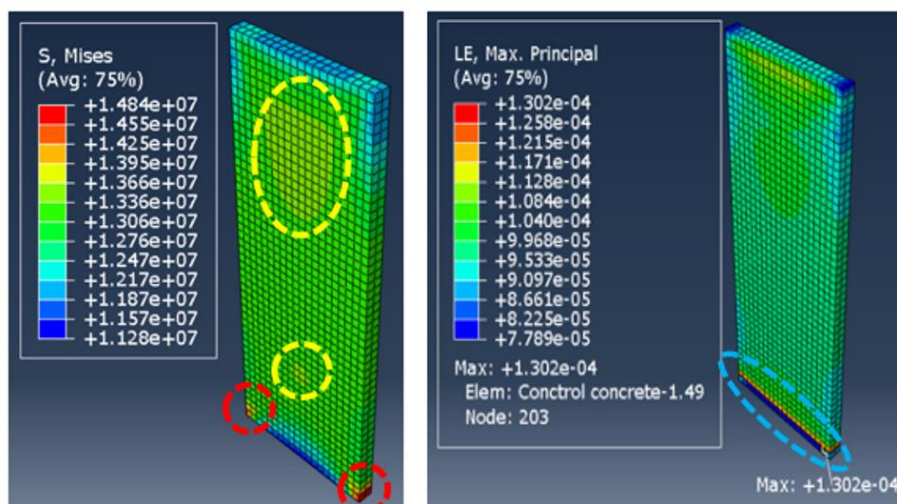 S, Mises
(Avg: 75%)
+1.484e+07
+1.455e+07
+1.425e+07
+1.395e+07
+1.366e+07
+1.336e+07
+1.306e+07
+1.276e+07
+1.247e+07
+1.217e+07
+1.187e+07
+1.157e+07
+1.128e+07
LE, Max. Principal
(Avg: 75%)
+1.302e-04
+1.258e-04
+1.215e-04
+1.171e-04
+1.128e-04
+1.084e-04
+1.040e-04
+9.968e-05
+9.533e-05
+9.097e-05
+8.661e-05
+8.225e-05
+7.789e-05
Max: +1.302e-04
Elem: Conctrol concrete-1.49
Node: 203
Max: +1.302e-04